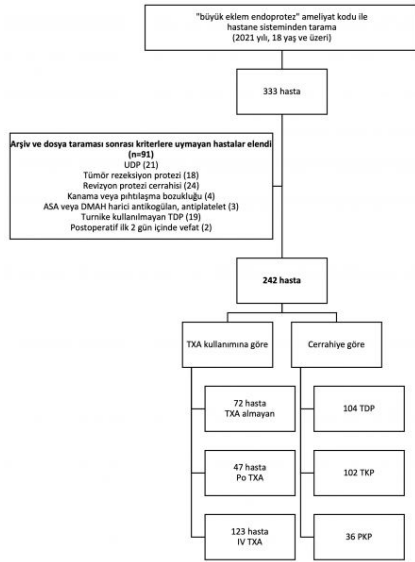 "büyük eklem endoprotez" ameliyat kodu ile
hastane sisteminden tarama
(2021 yılı, 18 yaş ve üzeri)
333 hasta
Arşiv ve dosya taraması sonrası kriterlere uymayan hastalar elendi
(n=91)
UDP (21)
Tümör rezeksiyon protezi (18)
Revizyon protezi cerrahisi (24)
Kanama veya pıhtılaşma bozukluğu (4)
ASA veya DMAH harici antikogülan, antiplatelet (3)
Turnike kullanılmayan TDP (19)
Postoperatif ilk 2 gün içinde vefat (2)
242 hasta
TXA kullanımına göre
Cerrahiye göre
72 hasta
TXA almayan
104 TDP
47 hasta
Po TXA
102 TKP
123 hasta
IV TXA
36 PKP